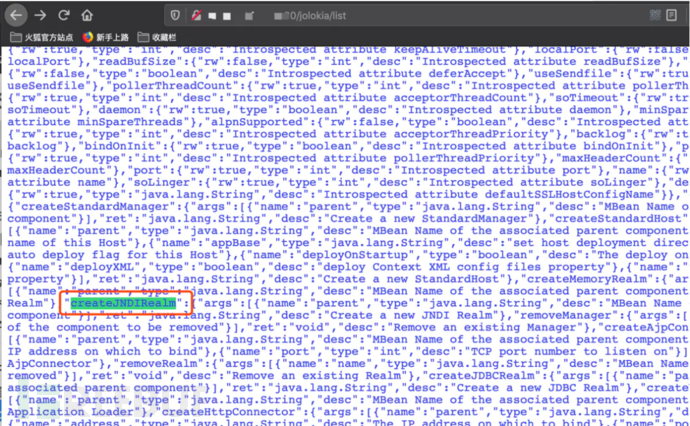 0/jolokia/list
火狐官方站点 新手上路 收藏栏
{"rw":true,"type":"int","desc":"Introspected attribute keepAliveTimeout"},"localPort":{"rw":false
localPort"},"readBufSize":{"rw":false,"type":"int","desc":"Introspected attribute readBufSize"},
{"rw":false,"type":"boolean","desc":"Introspected attribute deferAccept"},"useSendfile":{"rw":tru
useSendfile"},"pollerThreadCount":{"rw":true,"type":"int","desc":"Introspected attribute pollerTh
{"rw":true,"type":"int","desc":"Introspected attribute acceptorThreadCount"},"soTimeout":{"rw":tr
soTimeout"},"daemon":{"rw":true,"type":"boolean","desc":"Introspected attribute daemon"},"minSpar
attribute minSpareThreads"},"alpnSupported":{"rw":false,"type":"boolean","desc":"Introspected att
{"rw":true,"type":"int","desc":"Introspected attribute acceptorThreadPriority"},"backlog":{"rw":t
backlog"},"bindOnInit":{"rw":true,"type":"boolean","desc":"Introspected attribute bindOnInit"},"p
{"rw":true,"type":"int","desc":"Introspected attribute pollerThreadPriority"},"maxHeaderCount":{"
maxHeaderCount"},"port":{"rw":true,"type":"int","desc":"Introspected attribute port"},"name":{"rw
attribute name"},"soLinger":{"rw":true,"type":"int","desc":"Introspected attribute soLinger"},"de
{"rw":true,"type":"java.lang.String","desc":"Introspected attribute defaultSSLHostConfigName"}},"
{"createStandardManager":{"args":[{"name":"parent","type":"java.lang.String","desc":"MBean Name o
component"}],"ret":"java.lang.String","desc":"Create a new StandardManager"},"createStandardHost"
[{"name":"parent","type":"java.lang.String","desc":"MBean Name of the associated parent component
name of this Host"},{"name":"appBase","type":"java.lang.String","desc":"set host deployment direc
auto deploy flag for this Host"},{"name":"deployOnStartup","type":"boolean","desc":"The deploy on
{"name":"deployXML","type":"boolean","desc":"deploy Context XML config files property"},{"name":"
property"}],"ret":"java.lang.String","desc":"Create a new StandardHost"},"createMemoryRealm":{"ar
[{"name":"parent","type":"java.lang.String","desc":"MBean Name of the associated parent component
Realm"},"createJNDIRealm":{"args":[{"name":"parent","type":"java.lang.String","desc":"MBean Name
component"}],"ret":"java.lang.String","desc":"Create a new JNDI Realm"},"removeManager":{"args":[
of the component to be removed"}],"ret":"void","desc":"Remove an existing Manager"},"createAjpCon
[{"name":"parent","type":"java.lang.String","desc":"MBean Name of the associated parent component
IP address on which to bind"},{"name":"port","type":"int","desc":"TCP port number to listen on"}]
AjpConnector"},"removeRealm":{"args":[{"name":"name","type":"java.lang.String","desc":"MBean Name
removed"}],"ret":"void","desc":"Remove an existing Realm"},"createJDBCRealm":{"args":[{"name":"pa
associated parent component"}],"ret":"java.lang.String","desc":"Create a new JDBC Realm"},"create
[{"name":"parent","type":"java.lang.String","desc":"MBean Name of the associated parent component
Application Loader"},"createHttpConnector":{"args":[{"name":"parent","type":"java.lang.String","d
{"name":"address","type":"java.lang.String","desc":"The IP address on which to bind"},{"name":"po